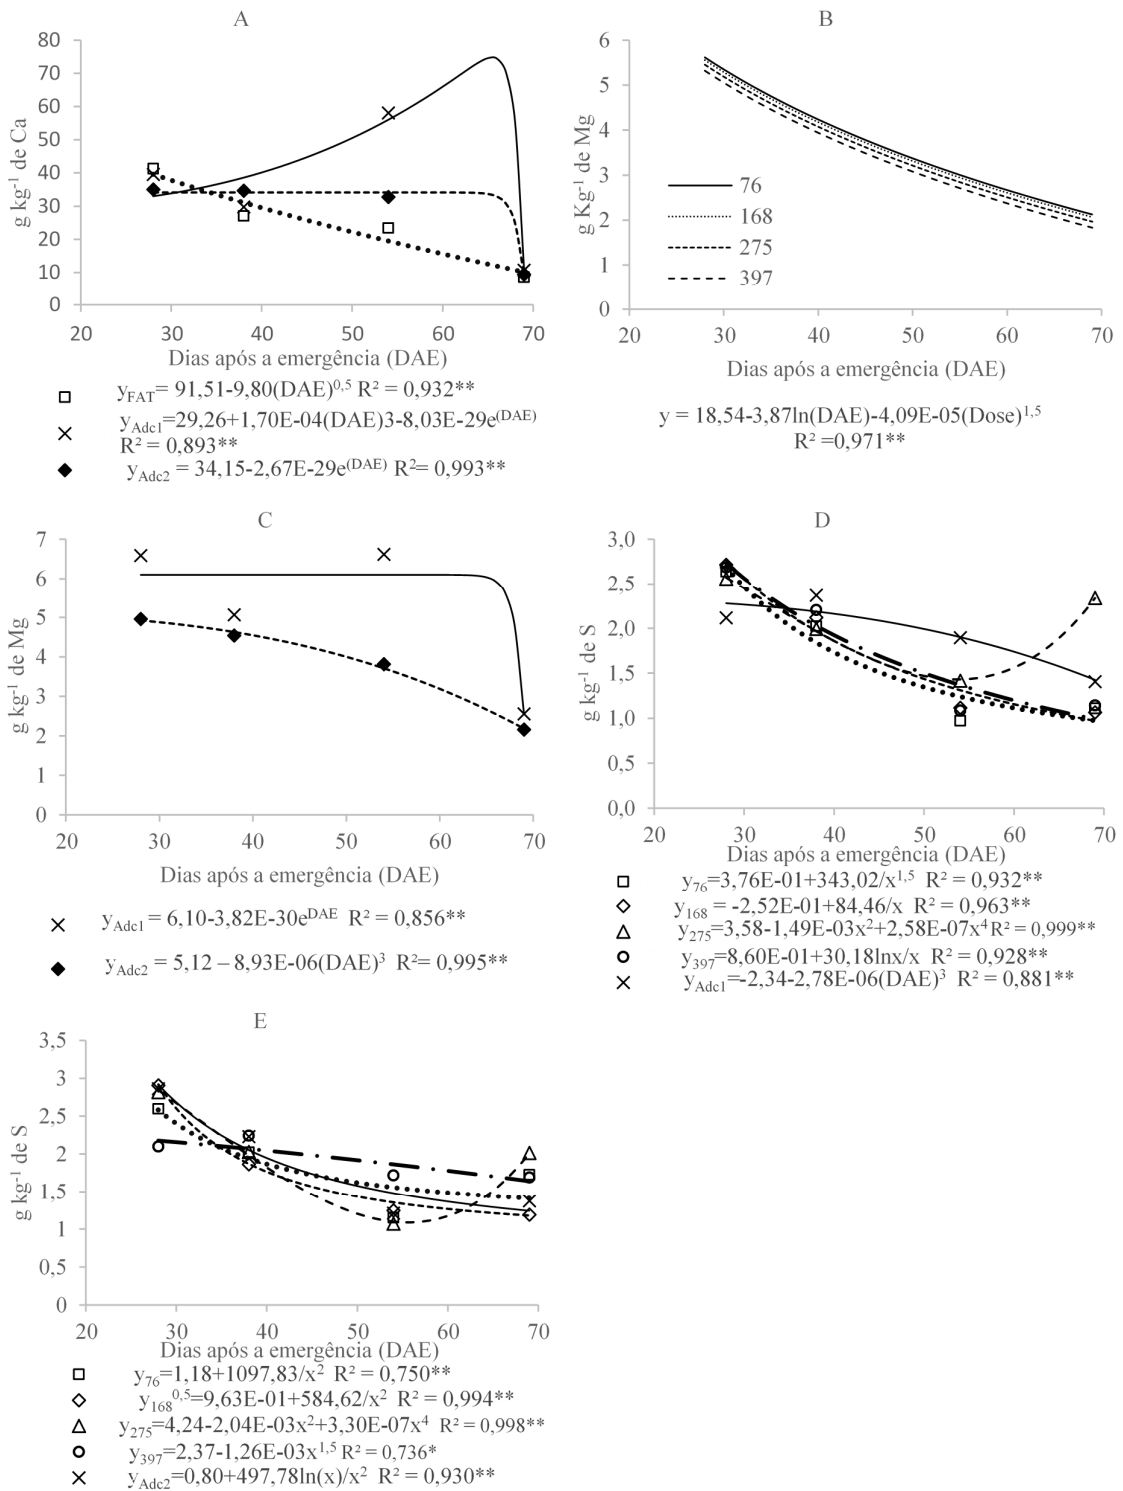 A
80
70
60
50
40
30
20
10
0
g kg-1 de Ca
20 30 40 50 60 70
Dias após a emergência (DAE)
yFAT= 91,51-9,80(DAE)0,5 R2 = 0,932**
yAdc1=29,26+1,70E-04(DAE)3-8,03E-29e(DAE)
R2 = 0,893**
yAdc2 = 34,15-2,67E-29e(DAE) R2= 0,993**
B
6
5
4
3
2
1
0
g Kg-1 de Mg
76
168
275
397
20 30 40 50 60 70
Dias após a emergência (DAE)
y = 18,54-3,87ln(DAE)-4,09E-05(Dose)1,5
R2 =0,971**
C
7
6
5
4
3
2
1
0
g kg-1 de Mg
20 30 40 50 60 70
Dias após a emergência (DAE)
yAdc1 = 6,10-3,82E-30eDAE R2 = 0,856**
yAdc2 = 5,12 – 8,93E-06(DAE)3 R2= 0,995**
D
3,0
2,5
2,0
1,5
1,0
0,5
0,0
g kg-1 de S
20 30 40 50 60 70
Dias após a emergência (DAE)
y76=3,76E-01+343,02/x1,5 R2 = 0,932**
y168 = -2,52E-01+84,46/x R2 = 0,963**
y275=3,58-1,49E-03x2+2,58E-07x4 R2 = 0,999**
y397=8,60E-01+30,18lnx/x R2 = 0,928**
yAdc1=-2,34-2,78E-06(DAE)3 R2 = 0,881**
E
3,5
3
2,5
2
1,5
1
0,5
0
g kg-1 de S
20 30 40 50 60 70
Dias após a emergência (DAE)
y76=1,18+1097,83/x2 R2 = 0,750**
y168 0,5=9,63E-01+584,62/x2 R2 = 0,994**
y275=4,24-2,04E-03x2+3,30E-07x4 R2 = 0,998**
y397=2,37-1,26E-03x1,5 R2 = 0,736*
yAdc2=0,80+497,78ln(x)/x2 R2 = 0,930**